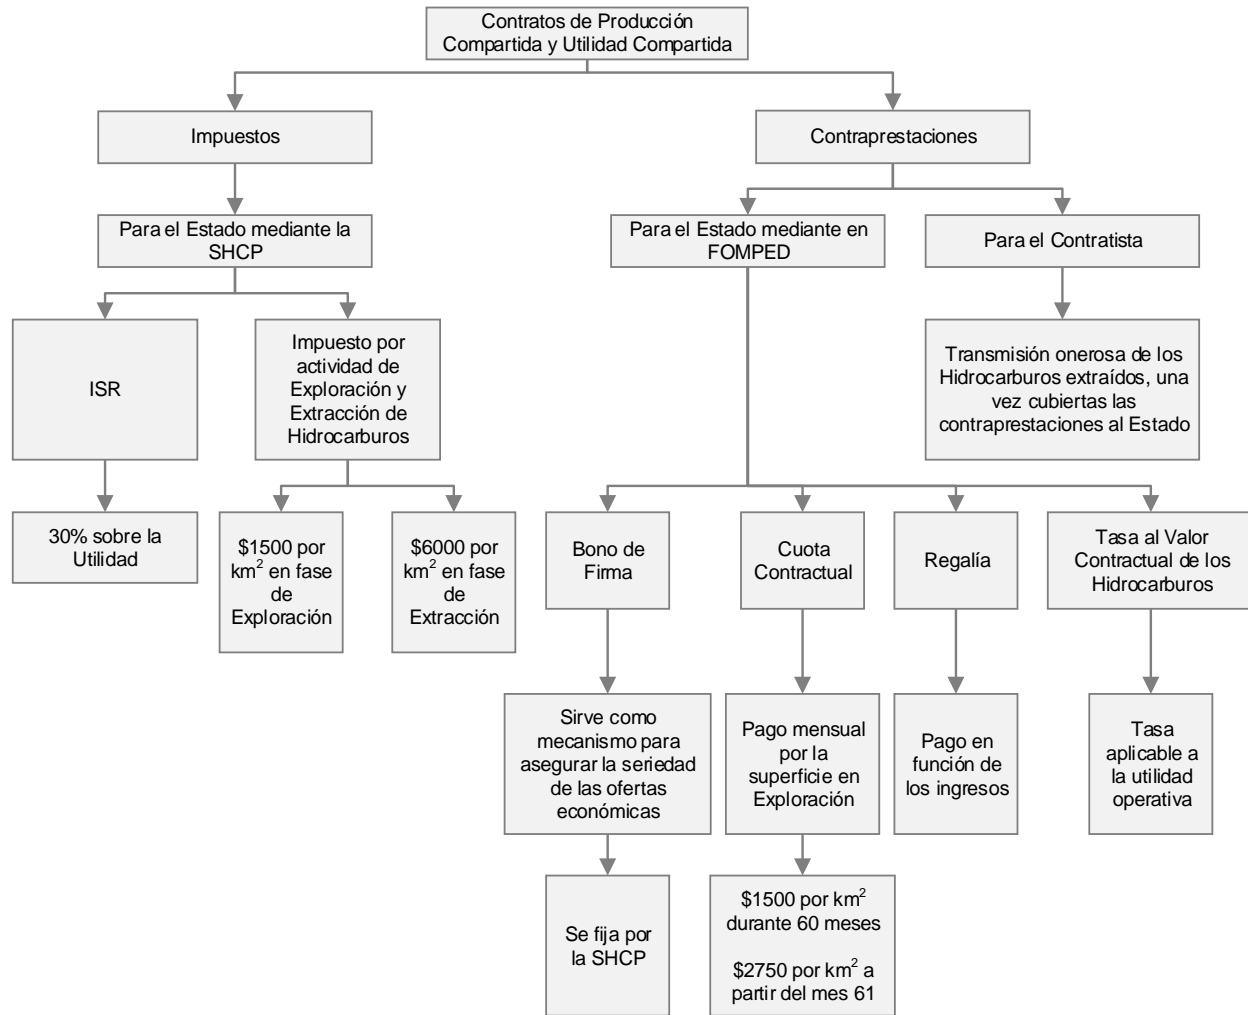 Contratos de Producción
Compartida y Utilidad Compartida
Impuestos
Contraprestaciones
Para el Estado mediante la
SHCP
Para el Estado mediante en
FOMPED
Para el Contratista
ISR
Impuesto por
actividad de
Exploración y
Extracción de
Hidrocarburos
Transmisión onerosa de los
Hidrocarburos extraídos, una
vez cubiertas las
contraprestaciones al Estado
30% sobre la
Utilidad
$1500 por
km² en fase
de
Exploración
$6000 por
km² en fase
de
Extracción
Bono de
Firma
Cuota
Contractual
Regalía
Tasa al Valor
Contractual de los
Hidrocarburos
Sirve como
mecanismo para
asegurar la seriedad
de las ofertas
económicas
Pago mensual
por la
superficie en
Exploración
Pago en
función de
los ingresos
Tasa
aplicable a
la utilidad
operativa
Se fija por
la SHCP
$1500 por km²
durante 60 meses
$2750 por km² a
partir del mes 61